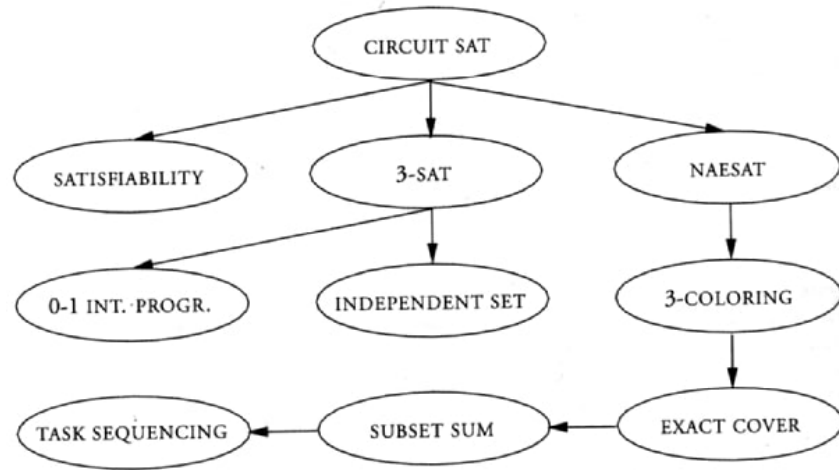 CIRCUIT SAT
SATISFIABILITY
3-SAT
NAESAT
0-1 INT. PROGR.
INDEPENDENT SET
3-COLORING
TASK SEQUENCING
SUBSET SUM
EXACT COVER